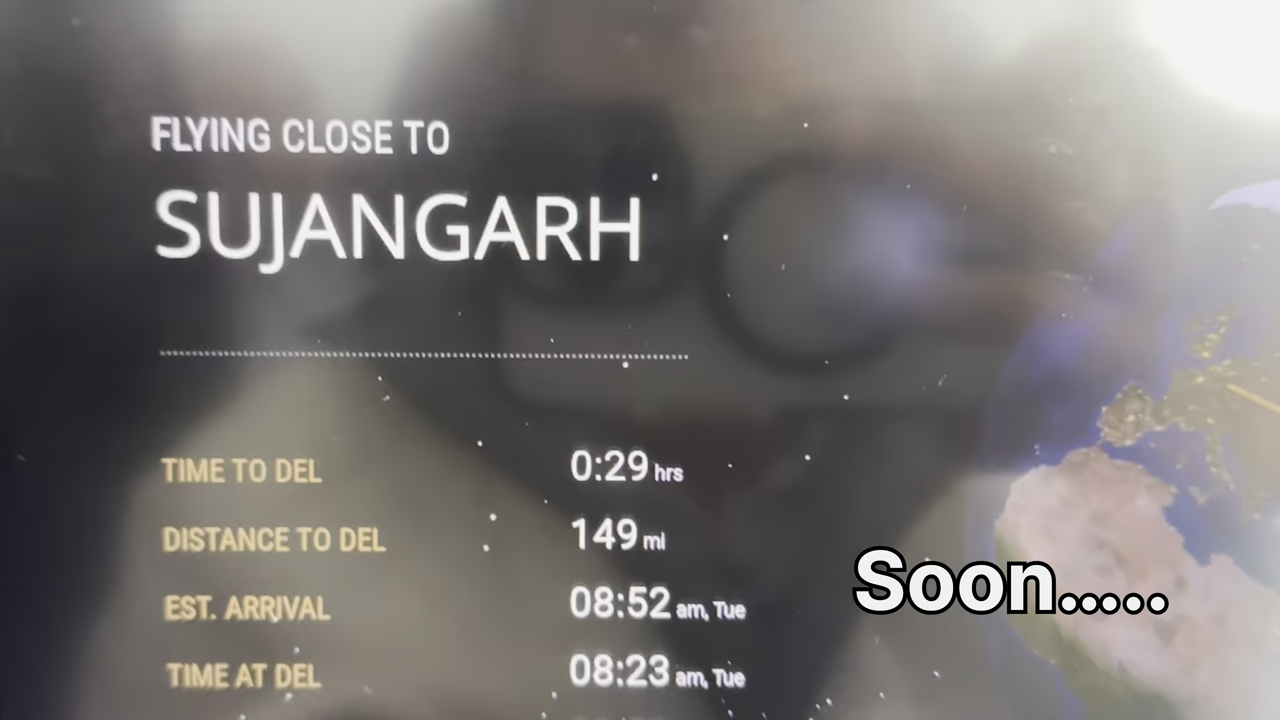 FLYING CLOSE TO
SUJANGARH
TIME TO DEL 0:29 hrs
DISTANCE TO DEL 149 mi
EST. ARRIVAL 08:52 am, Tue
TIME AT DEL 08:23 am, Tue
Soon.....